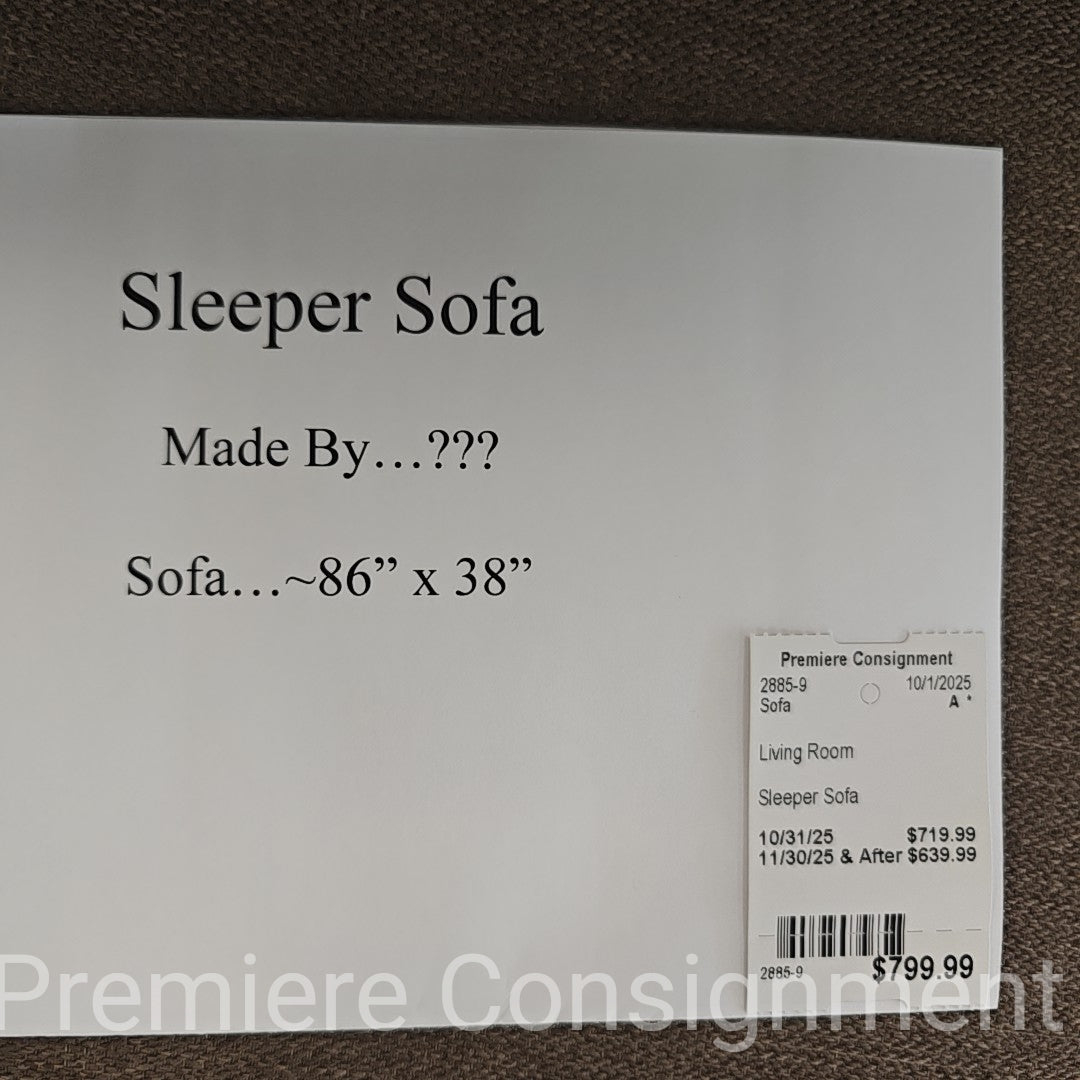 Sleeper Sofa
Made By...???
Sofa...~86” x 38”
Premiere Consignment
2885-9 10/1/2025
Sofa A *
Living Room
Sleeper Sofa
10/31/25 $719.99
11/30/25 & After $639.99
2885-9 $799.99
Premiere Consignment